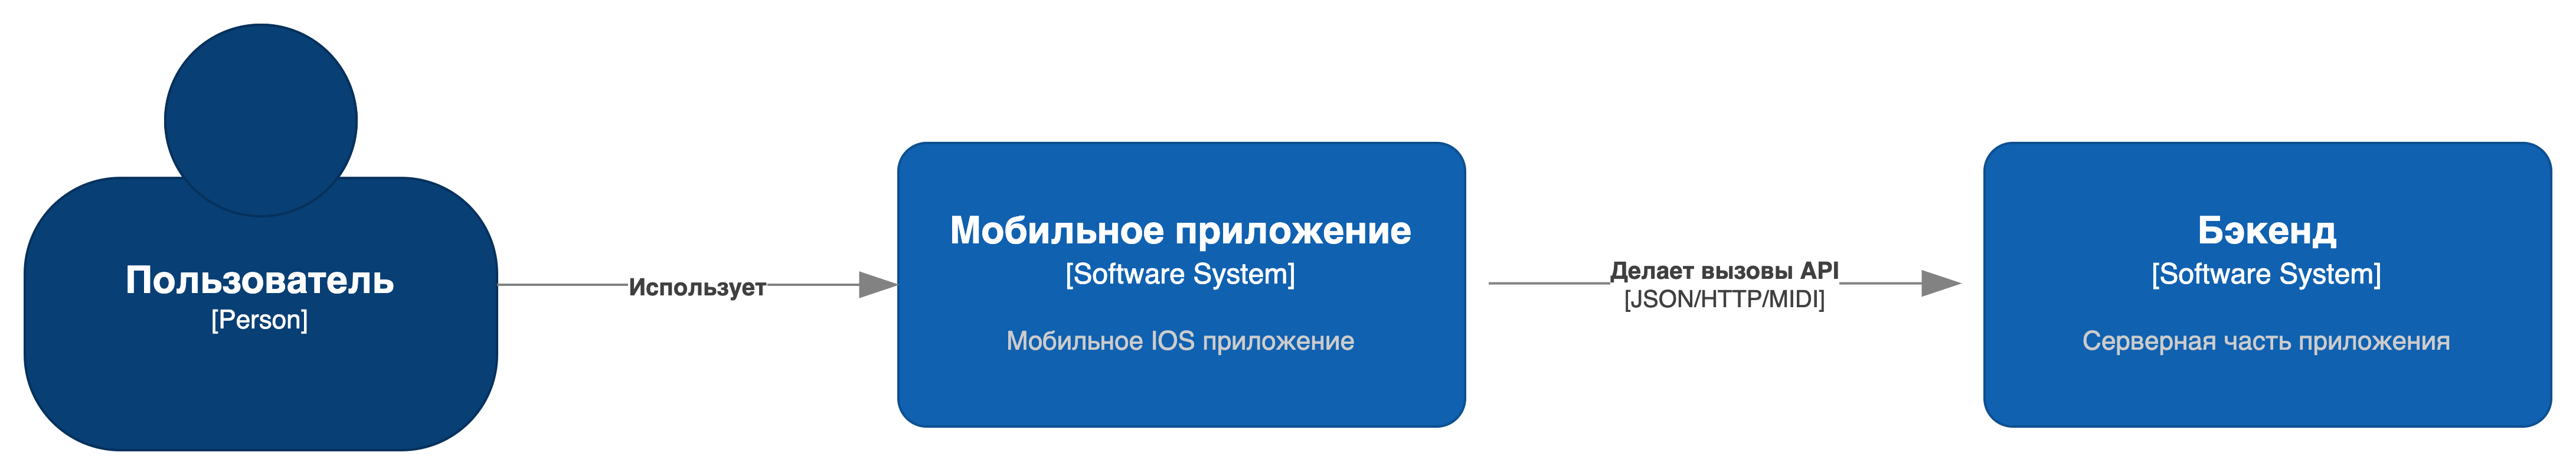 Пользователь
[Person]
Использует
Мобильное приложение
[Software System]
Мобильное IOS приложение
Делает вызовы API
[JSON/HTTP/MIDI]
Бэкенд
[Software System]
Серверная часть приложения